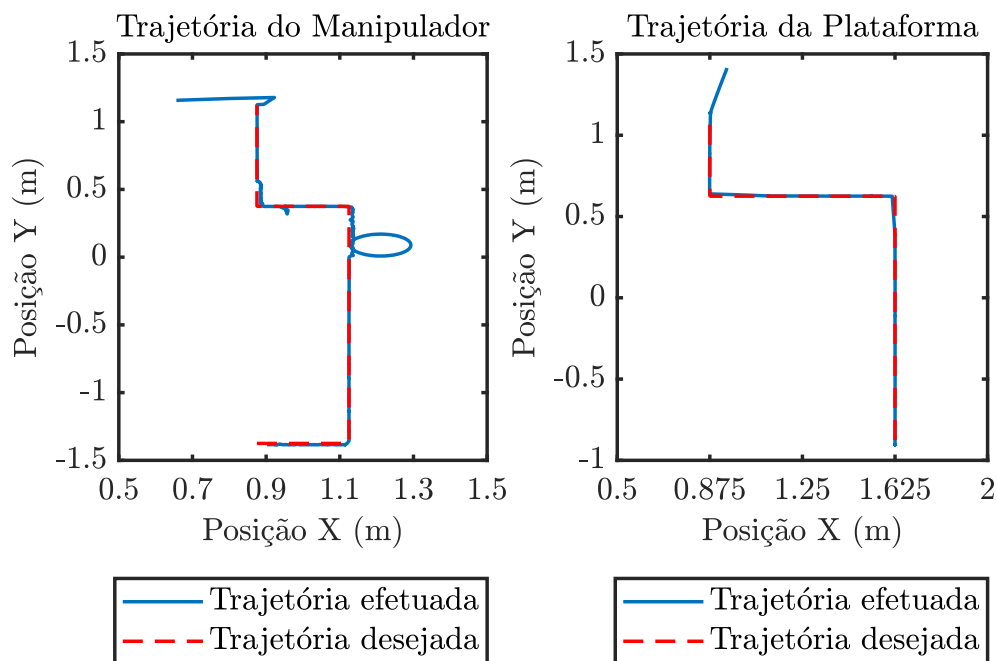 Trajetória do Manipulador
1.5
1
0.5
0
-0.5
-1
-1.5
0.5 0.7 0.9 1.1 1.3 1.5
Posição Y (m)
Posição X (m)
Trajetória efetuada
Trajetória desejada
Trajetória da Plataforma
1.5
1
0.5
0
-0.5
-1
0.5 0.875 1.25 1.625 2
Posição Y (m)
Posição X (m)
Trajetória efetuada
Trajetória desejada